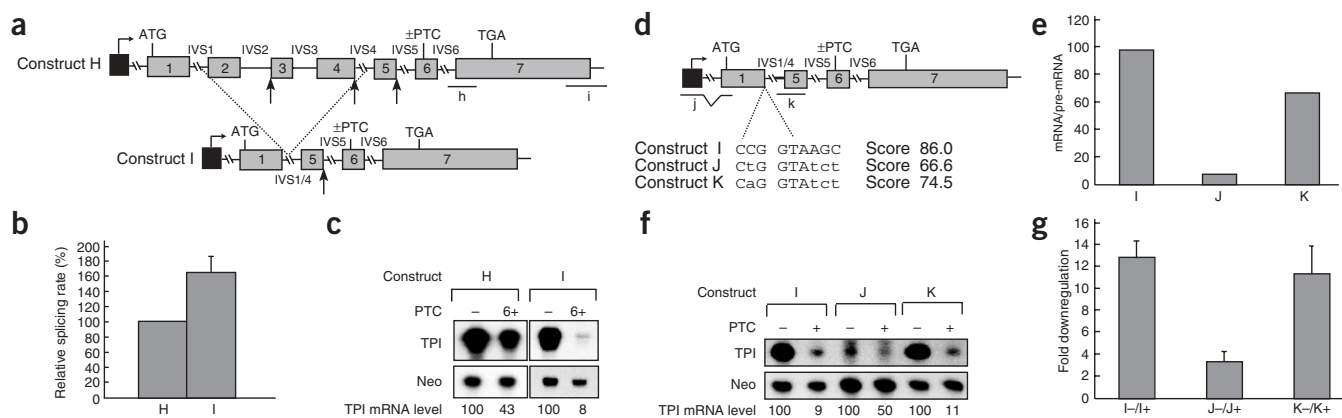 a
ATG IVS1 IVS2 IVS3 IVS4 IVS5 ±PTC IVS6 TGA
Construct H 1 2 3 4 5 6 7
h i
ATG IVS5 ±PTC IVS6 TGA
Construct I 1 5 6 7
IVS1/4
b
Relative splicing rate (%)
200
180
160
140
120
100
80
60
40
20
0
H I
c
Construct H I
PTC – 6+ – 6+
TPI
Neo
TPI mRNA level 100 43 100 8
d
ATG IVS1/4 IVS5 ±PTC IVS6 TGA
1 5 6 7
j k
Construct I CCG GTAAGC Score 86.0
Construct J CtG GTAtct Score 66.6
Construct K CaG GTAtct Score 74.5
f
Construct I J K
PTC – + – + – +
TPI
Neo
TPI mRNA level 100 9 100 50 100 11
e
mRNA/pre-mRNA
120
100
80
60
40
20
0
I J K
g
Fold downregulation
16
14
12
10
8
6
4
2
0
I–/I+ J–/J+ K–/K+